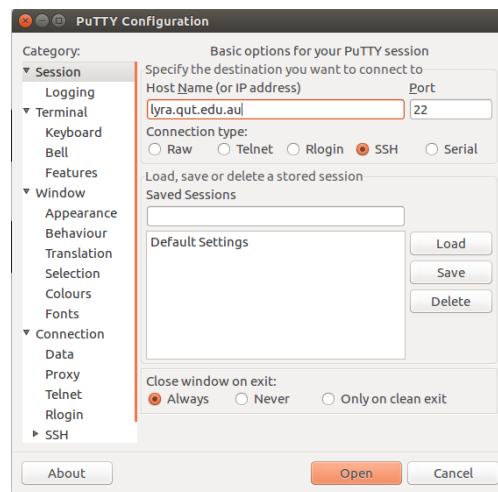 PuTTY Configuration
Category:
Session
Logging
Terminal
Keyboard
Bell
Features
Window
Appearance
Behaviour
Translation
Selection
Colours
Fonts
Connection
Data
Proxy
Telnet
Rlogin
SSH
Basic options for your PuTTY session
Specify the destination you want to connect to
Host Name (or IP address) Port
lyra.qut.edu.au 22
Connection type:
Raw Telnet Rlogin SSH Serial
Load, save or delete a stored session
Saved Sessions
Default Settings
Load
Save
Delete
Close window on exit:
Always Never Only on clean exit
About Open Cancel